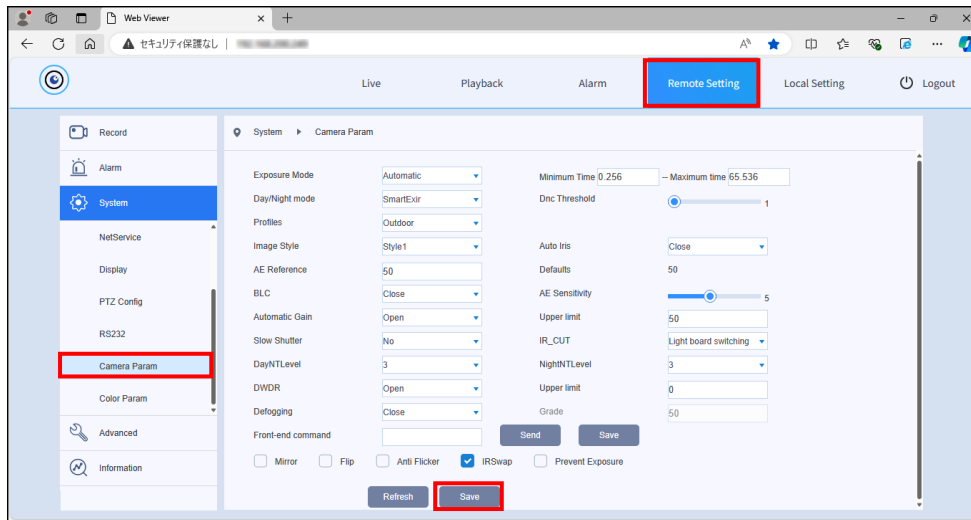 Web Viewer
セキュリティ保護なし
Live Playback Alarm Remote Setting Local Setting Logout
Record
Alarm
System
NetService
Display
PTZ Config
RS232
Camera Param
Color Param
Advanced
Information
System Camera Param
Exposure Mode Automatic Minimum Time 0.256 -- Maximum time 65.536
Day/Night mode SmartExir Dnc Threshold 1
Profiles Outdoor
Image Style Style1 Auto Iris Close
AE Reference 50 Defaults 50
BLC Close AE Sensitivity 5
Automatic Gain Open Upper limit 50
Slow Shutter No IR_CUT Light board switching
DayNTLevel 3 NightNTLevel 3
DWDR Open Upper limit 0
Defogging Close Grade 50
Front-end command Send Save
Mirror Flip Anti Flicker IRSwap Prevent Exposure
Refresh Save